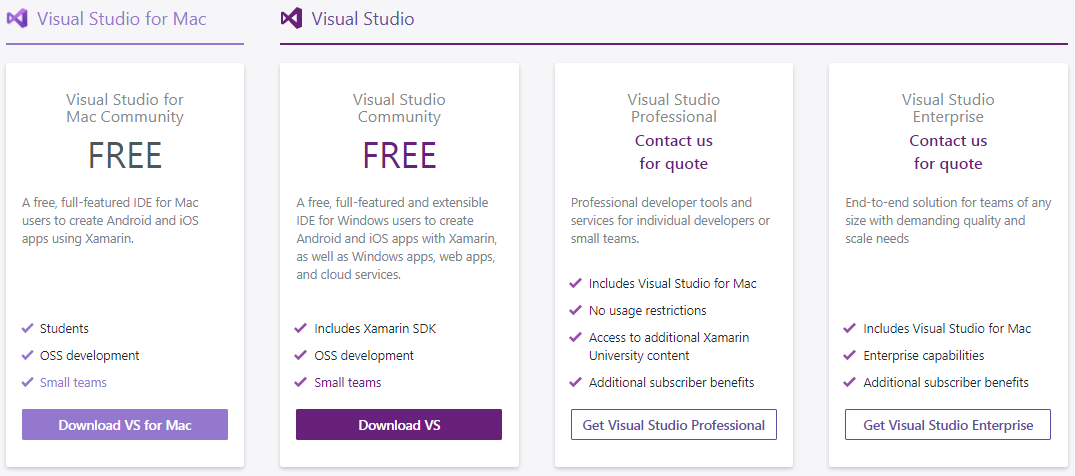 Visual Studio for Mac
Visual Studio
Visual Studio for
Mac Community
FREE
A free, full-featured IDE for Mac
users to create Android and iOS
apps using Xamarin.
Students
OSS development
Small teams
Download VS for Mac
Visual Studio
Community
FREE
A free, full-featured and extensible
IDE for Windows users to create
Android and iOS apps with Xamarin,
as well as Windows apps, web apps,
and cloud services.
Includes Xamarin SDK
OSS development
Small teams
Download VS
Visual Studio
Professional
Contact us
for quote
Professional developer tools and
services for individual developers or
small teams.
Includes Visual Studio for Mac
No usage restrictions
Access to additional Xamarin
University content
Additional subscriber benefits
Get Visual Studio Professional
Visual Studio
Enterprise
Contact us
for quote
End-to-end solution for teams of any
size with demanding quality and
scale needs
Includes Visual Studio for Mac
Enterprise capabilities
Additional subscriber benefits
Get Visual Studio Enterprise